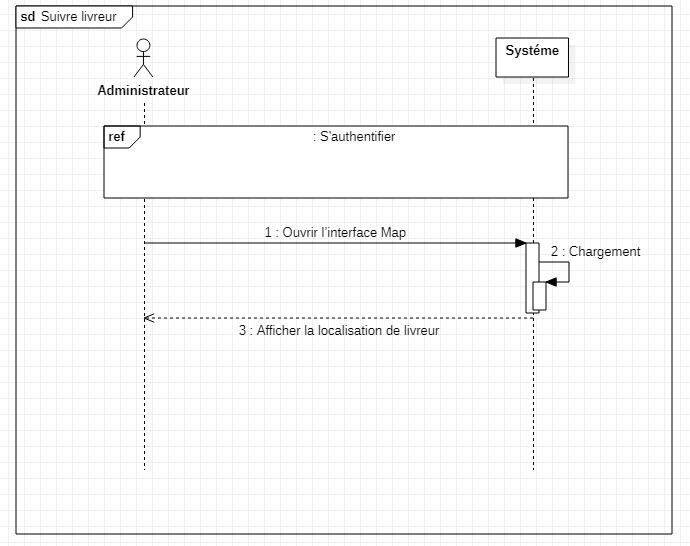 sd Suivre livreur
Systéme
Administrateur
ref
: S'authentifier
1 : Ouvrir l'interface Map
2 : Chargement
3 : Afficher la localisation de livreur